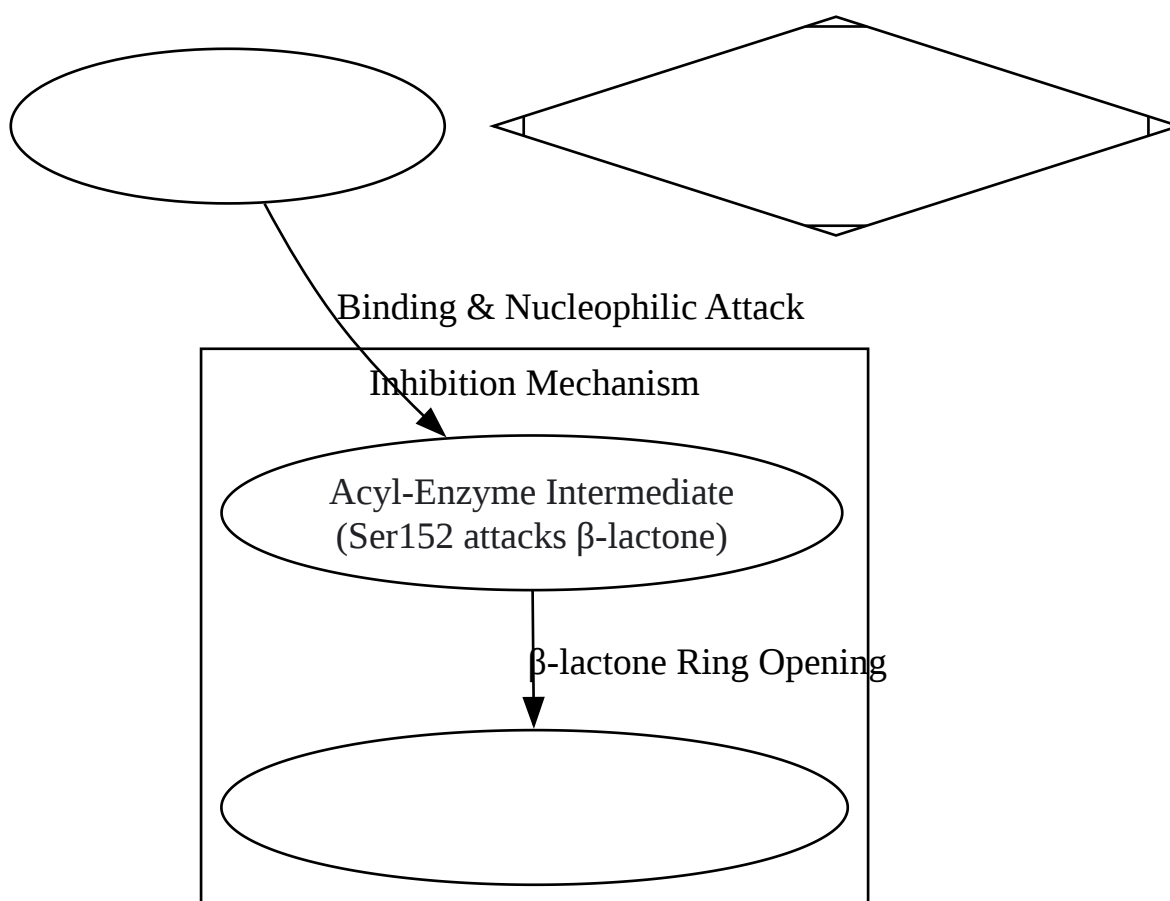 Binding & Nucleophilic Attack
Inhibition Mechanism
Acyl-Enzyme Intermediate
(Ser152 attacks β-lactone)
β-lactone Ring Opening